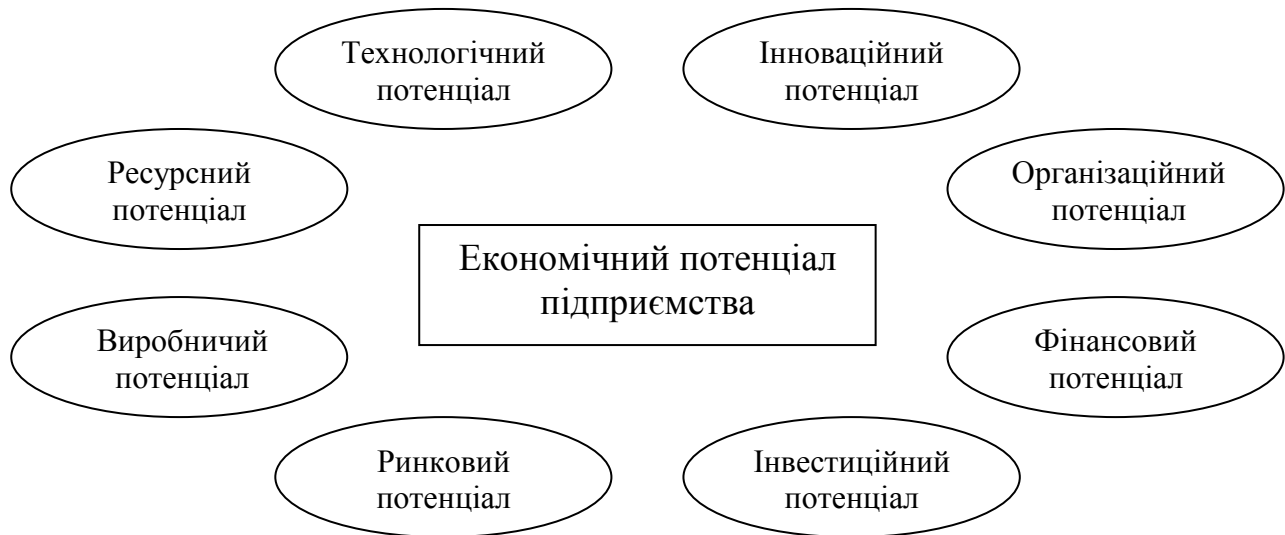 Технологічний
потенціал
Інноваційний
потенціал
Ресурсний
потенціал
Організаційний
потенціал
Економічний потенціал
підприємства
Виробничий
потенціал
Фінансовий
потенціал
Ринковий
потенціал
Інвестиційний
потенціал